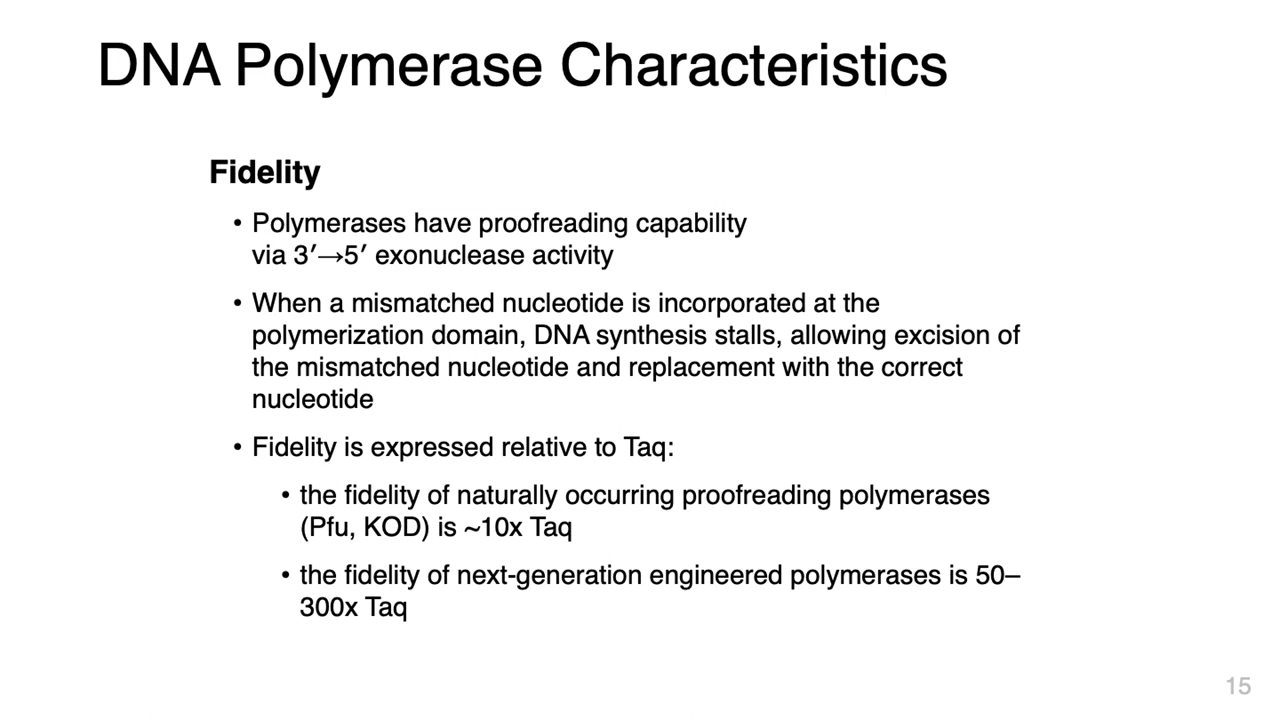 DNA Polymerase Characteristics
Fidelity
• Polymerases have proofreading capability
via 3′→5′ exonuclease activity
• When a mismatched nucleotide is incorporated at the
polymerization domain, DNA synthesis stalls, allowing excision of
the mismatched nucleotide and replacement with the correct
nucleotide
• Fidelity is expressed relative to Taq:
• the fidelity of naturally occurring proofreading polymerases
(Pfu, KOD) is ~10x Taq
• the fidelity of next-generation engineered polymerases is 50–
300x Taq
15